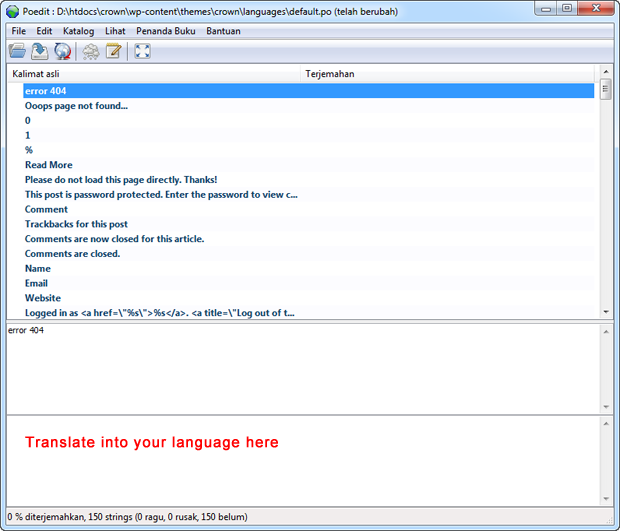 Poedit : D:\htdocs\crown\wp-content\themes\crown\languages\default.po (telah berubah)
File Edit Katalog Lihat Penanda Buku Bantuan
Kalimat asli Terjemahan
error 404
Ooops page not found...
0
1
%
Read More
Please do not load this page directly. Thanks!
This post is password protected. Enter the password to view c...
Comment
Trackbacks for this post
Comments are now closed for this article.
Comments are closed.
Name
Email
Website
Logged in as <a href=\"%s\">%s</a>. <a title=\"Log out of t...
error 404
Translate into your language here
0 % diterjemahkan, 150 strings (0 ragu, 0 rusak, 150 belum)